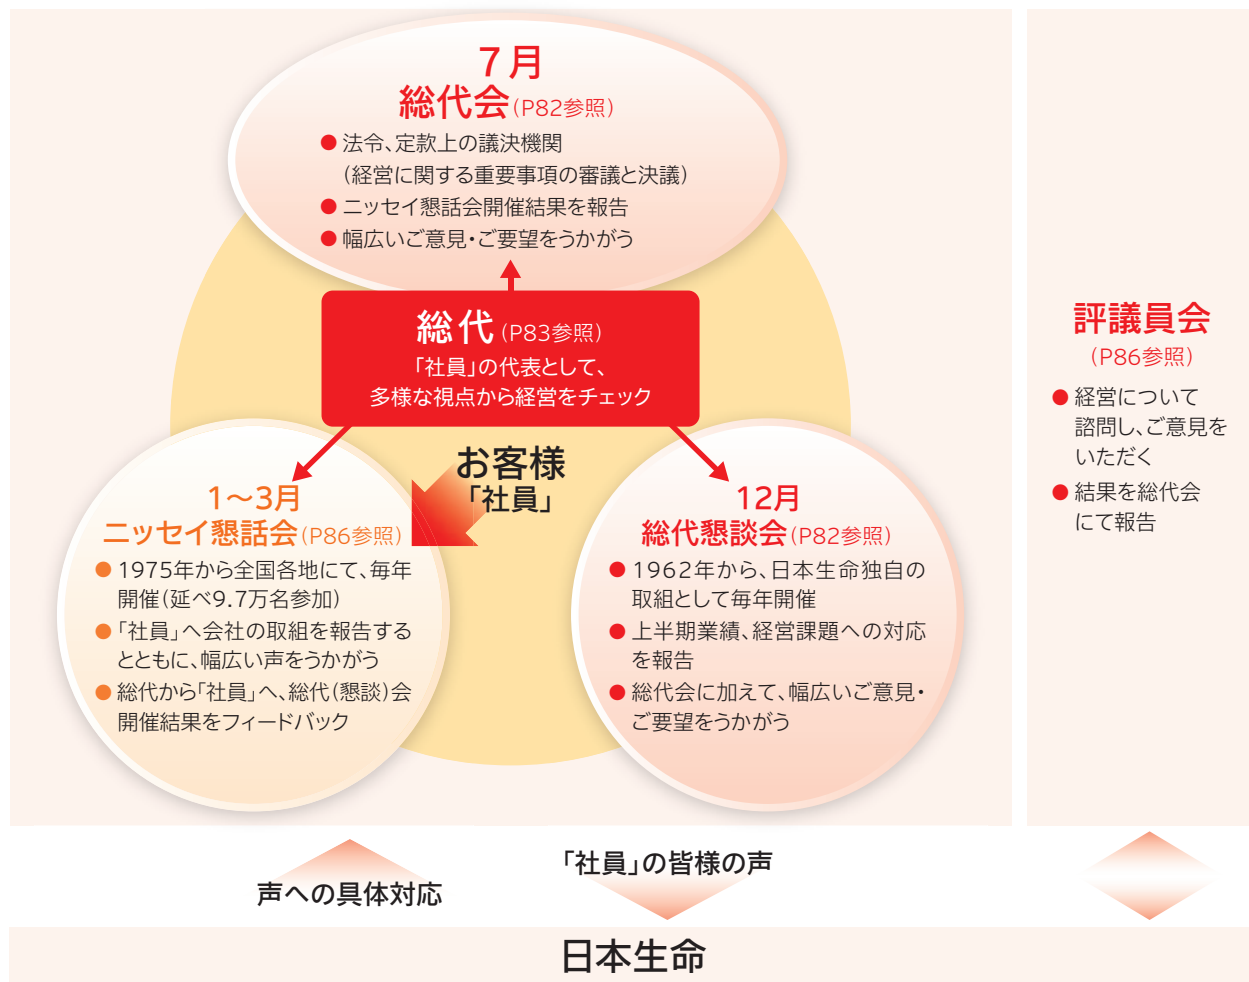 7月
総代会(P82参照)
● 法令、定款上の議決機関
(経営に関する重要事項の審議と決議)
● ニッセイ懇話会開催結果を報告
● 幅広いご意見・ご要望をうかがう
総代(P83参照)
「社員」の代表として、
多様な視点から経営をチェック
お客様
「社員」
1〜3月
ニッセイ懇話会(P86参照)
● 1975年から全国各地にて、毎年
開催(延べ9.7万名参加)
● 「社員」へ会社の取組を報告する
とともに、幅広い声をうかがう
● 総代から「社員」へ、総代(懇談)会
開催結果をフィードバック
12月
総代懇談会(P82参照)
● 1962年から、日本生命独自の
取組として毎年開催
● 上半期業績、経営課題への対応
を報告
● 総代会に加えて、幅広いご意見・
ご要望をうかがう
評議員会
(P86参照)
● 経営について
諮問し、ご意見を
いただく
● 結果を総代会
にて報告
声への具体対応
「社員」の皆様の声
日本生命